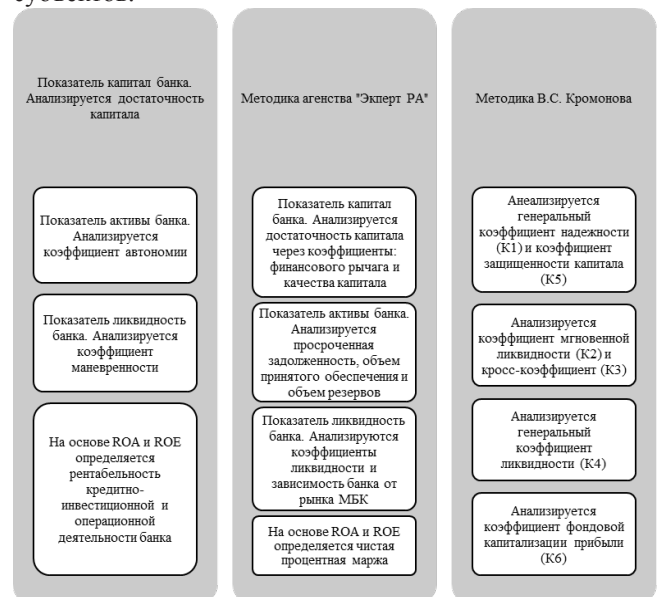 Показатель капитал банка.
Анализируется достаточность
капитала
Показатель активы банка.
Анализируется
коэффициент автономии
Показатель ликвидность
банка. Анализируется
коэффициент
маневренности
На основе ROA и ROE
определяется
рентабельность
кредитно-
инвестиционной и
операционной
деятельности банка
Методика агенства "Экперт РА"
Показатель капитал
банка. Анализируется
достаточность капитала
через коэффициенты:
финансового рычага и
качества капитала
Показатель активы банка.
Анализируется
просроченная
задолженность, объем
принятого обеспечения и
объем резервов
Показатель ликвидность
банка. Анализируются
коэффициенты
ликвидности и
зависимость банка от
рынка МБК
На основе ROA и ROE
определяется чистая
процентная маржа
Методика В.С. Кромонова
Анеализируется
генеральный
коэффициент надежности
(К1) и коэффициент
защищенности капитала
(К5)
Анализируется
коэффициент мгновенной
ликвидности (К2) и
кросс-коэффициент (К3)
Анализируется
генеральный
коэффициент
ликвидности (К4)
Анализируется
коэффициент фондовой
капитализации прибыли
(К6)